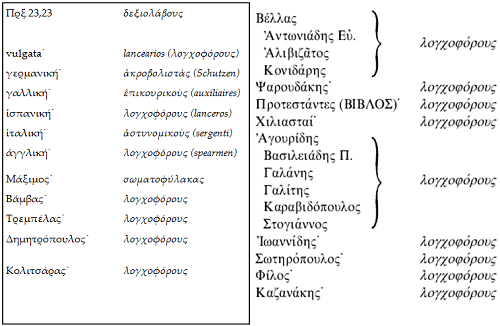 Πρξ 23,23 δεξιολάβους
vulgata˙ lancearios (λογχοφόρους)
γερμανική˙ ἀκροβολιστὰς (Schutzen)
γαλλική˙ ἐπικουρικοὺς (auxiliaires)
ἱσπανική˙ λογχοφόρους (lanceros)
ἰταλική˙ ἀστυνομικοὺς (sergenti)
ἀγγλική˙ λογχοφόρους (spearmen)
Μάξιμος˙ σωματοφύλακας
Βάμβας˙ λογχοφόρους
Τρεμπέλας˙ λογχοφόρους
Δημητρόπουλος˙ λογχοφόρους
Κολιτσάρας˙ λογχοφόρους
Βέλλας
Ἀντωνιάδης Εὐ.
Ἀλιβιζᾶτος
Κονιδάρης
λογχοφόρους
Ψαρουδάκης˙ λογχοφόρους
Προτεστάντες (ΒΙΒΛΟΣ)˙ λογχοφόρους
Χιλιασταί˙ λογχοφόρους
Ἀγουρίδης
Βασιλειάδης Π.
Γαλάνης
Γαλίτης
Καραβιδόπουλος
Στογιάννος
λογχοφόρους
Ἰωαννίδης˙ λογχοφόρους
Σωτηρόπουλος˙ λογχοφόρους
Φίλος˙ λογχοφόρους
Καζανάκης˙ λογχοφόρους